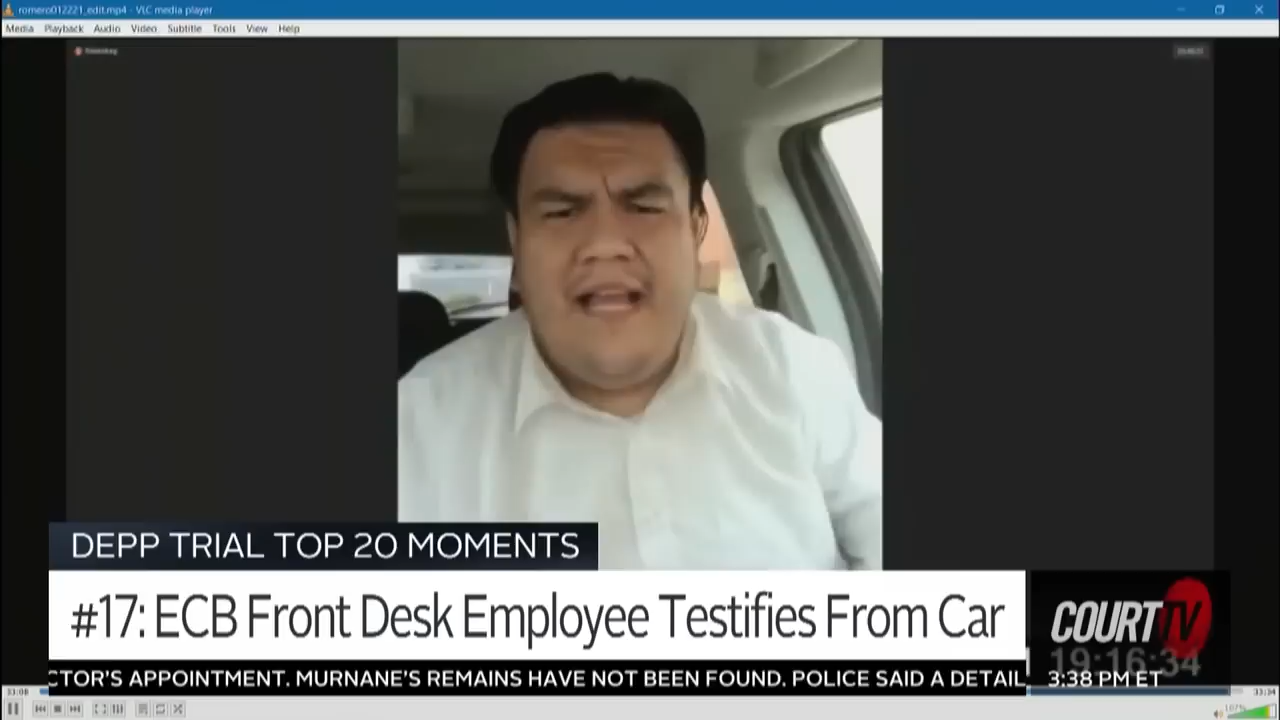 romero012221_edit.mp4 - VLC media player
Media Playback Audio Video Subtitle Tools View Help
DEPP TRIAL TOP 20 MOMENTS
#17: ECB Front Desk Employee Testifies From Car
COURT TV
19:16:34
CTOR'S APPOINTMENT. MURNANE'S REMAINS HAVE NOT BEEN FOUND. POLICE SAID A DETAIL
3:38 PM ET
33:08
33:34
107%